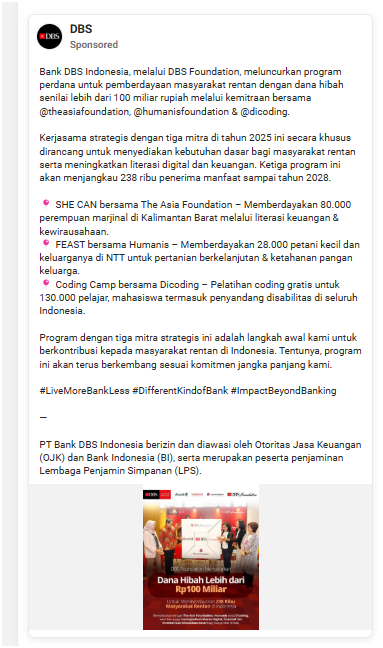 DBS
Sponsored
Bank DBS Indonesia, melalui DBS Foundation, meluncurkan program
perdana untuk pemberdayaan masyarakat rentan dengan dana hibah
senilai lebih dari 100 miliar rupiah melalui kemitraan bersama
@theasiafoundation, @humanisfoundation & @dicoding.
Kerjasama strategis dengan tiga mitra di tahun 2025 ini secara khusus
dirancang untuk menyediakan kebutuhan dasar bagi masyarakat rentan
serta meningkatkan literasi digital dan keuangan. Ketiga program ini
akan menjangkau 238 ribu penerima manfaat sampai tahun 2028.
SHE CAN bersama The Asia Foundation – Memberdayakan 80.000
perempuan marjinal di Kalimantan Barat melalui literasi keuangan &
kewirausahaan.
FEAST bersama Humanis – Memberdayakan 28.000 petani kecil dan
keluarganya di NTT untuk pertanian berkelanjutan & ketahanan pangan
keluarga.
Coding Camp bersama Dicoding – Pelatihan coding gratis untuk
130.000 pelajar, mahasiswa termasuk penyandang disabilitas di seluruh
Indonesia.
Program dengan tiga mitra strategis ini adalah langkah awal kami untuk
berkontribusi kepada masyarakat rentan di Indonesia. Tentunya, program
ini akan terus berkembang sesuai komitmen jangka panjang kami.
#LiveMoreBankLess #DifferentKindofBank #ImpactBeyondBanking
—
PT Bank DBS Indonesia berizin dan diawasi oleh Otoritas Jasa Keuangan
(OJK) dan Bank Indonesia (BI), serta merupakan peserta penjaminan
Lembaga Penjamin Simpanan (LPS).
DBS
DBS Foundation Meluncurkan
Dana Hibah Lebih dari
Rp100 Miliar
Untuk Memberdayakan 238 Ribu
Masyarakat Rentan di Indonesia